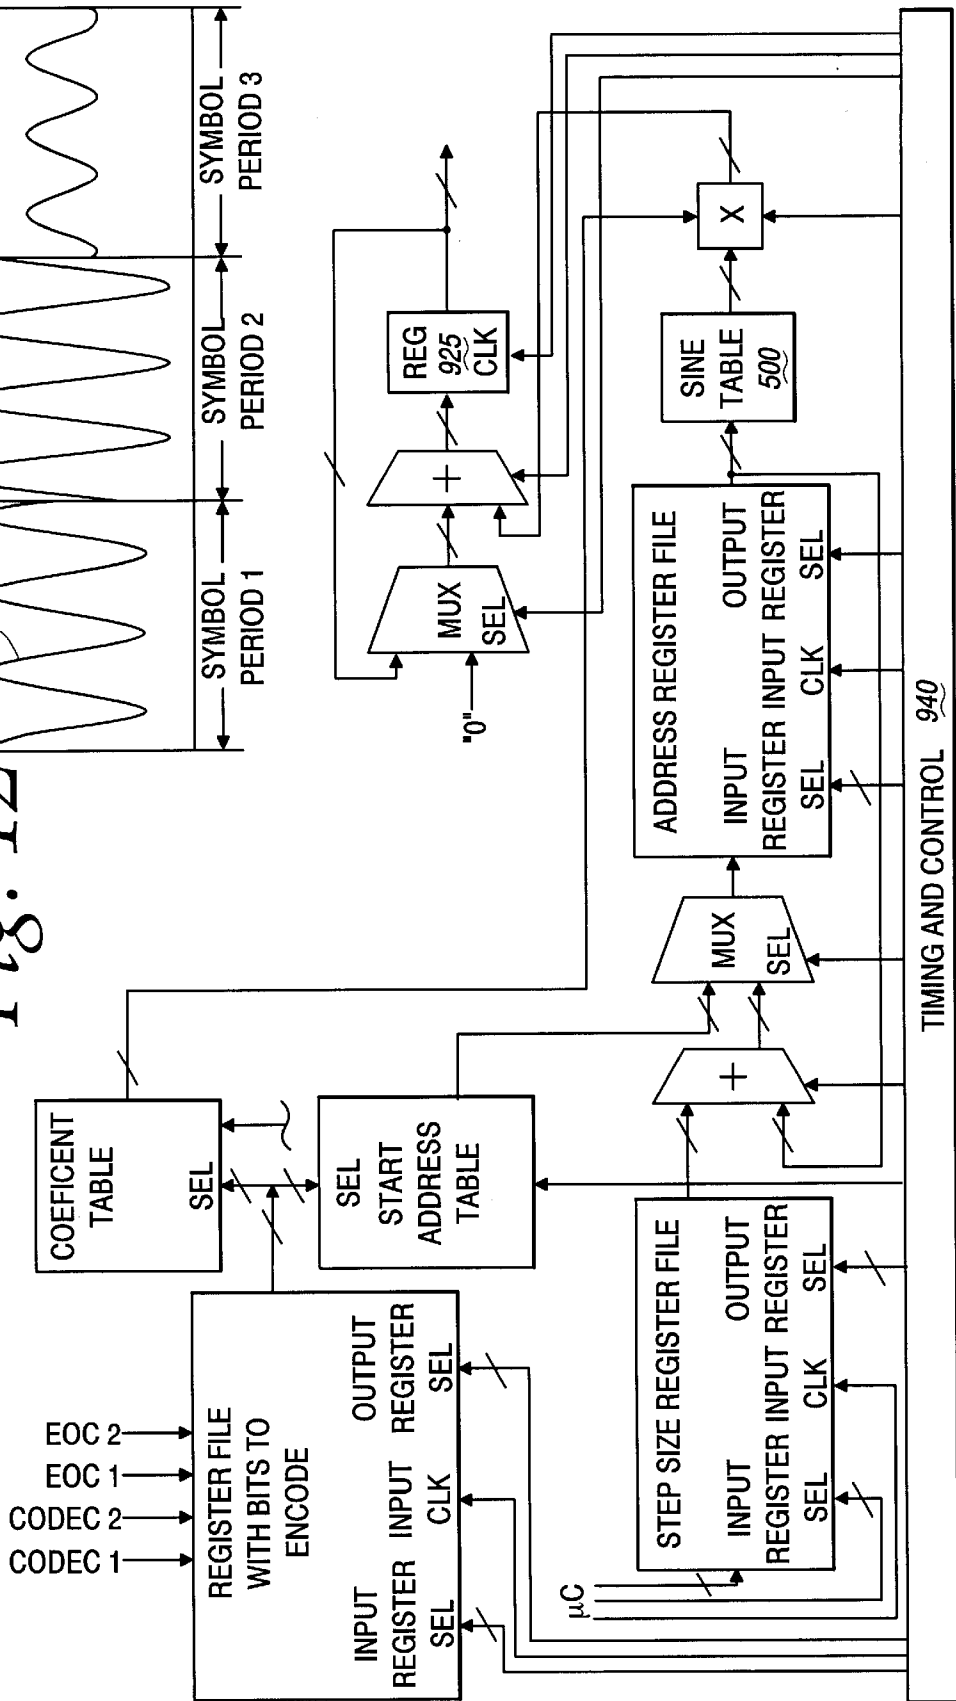 SYMBOL
PERIOD 1
SYMBOL
PERIOD 2
SYMBOL
PERIOD 3
Fig. 12
EOC 2
EOC 1
CODEC 2
CODEC 1
REGISTER FILE
WITH BITS TO
ENCODE
INPUT
REGISTER
SEL
INPUT
CLK
OUTPUT
REGISTER
SEL
COEFICENT
TABLE
SEL
SEL
START
ADDRESS
TABLE
"0"
MUX
SEL
+
REG
925
CLK
µC
STEP SIZE REGISTER FILE
INPUT
REGISTER
SEL
INPUT REGISTER
CLK
OUTPUT
SEL
+
MUX
SEL
ADDRESS REGISTER FILE
INPUT
REGISTER
SEL
INPUT REGISTER
CLK
OUTPUT
SEL
SINE
TABLE
500
X
TIMING AND CONTROL 940